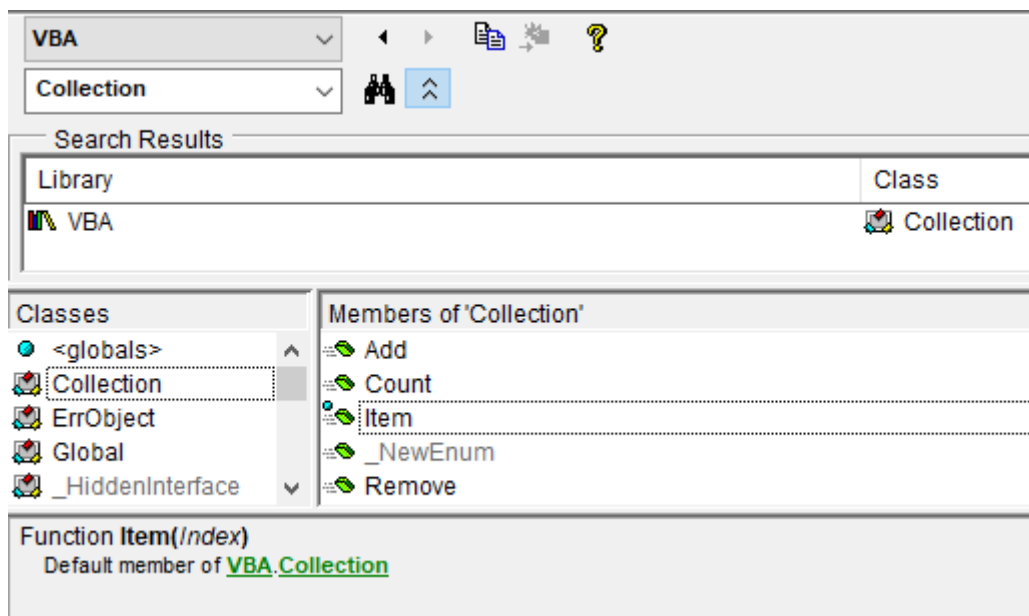 VBA
Collection
Search Results
Library Class
VBA Collection
Classes Members of 'Collection'
<globals> Add
Collection Count
ErrObject Item
Global _NewEnum
_HiddenInterface Remove
Function Item(Index)
Default member of VBA.Collection